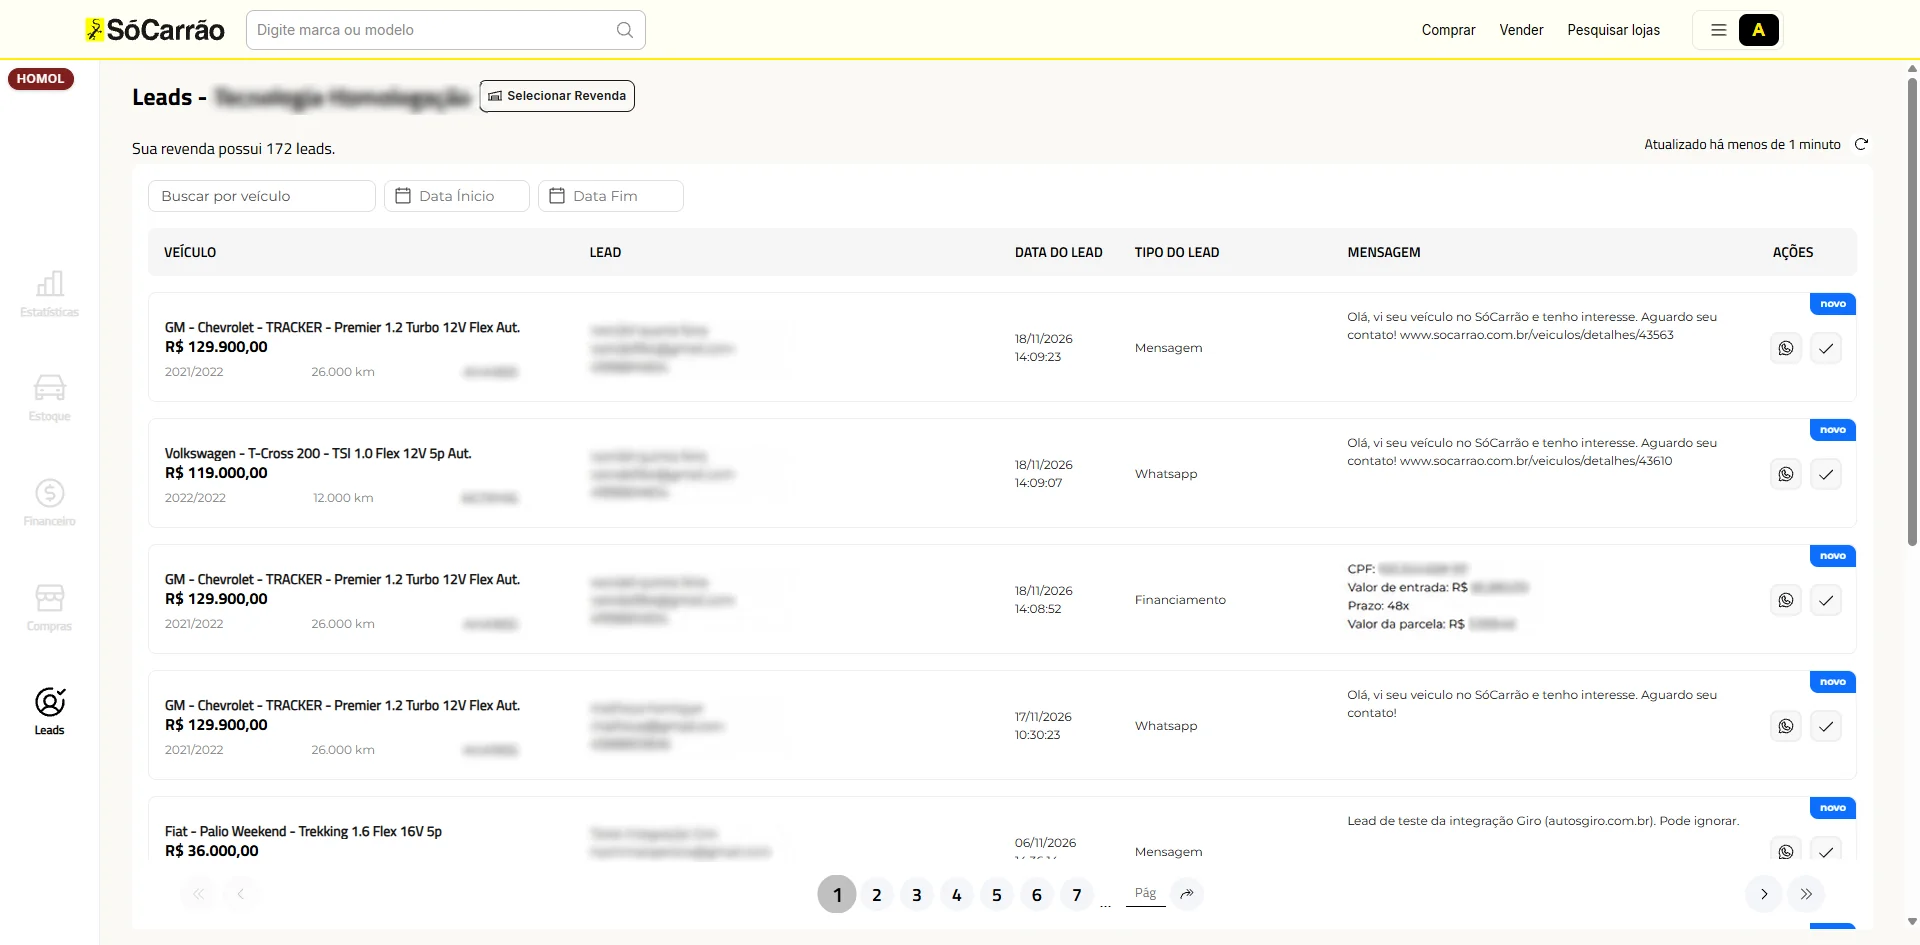 SóCarrão
Digite marca ou modelo
Comprar
Vender
Pesquisar lojas
A
HOMOL
Leads -
Selecionar Revenda
Sua revenda possui 172 leads.
Atualizado há menos de 1 minuto
Buscar por veículo
Data Ínicio
Data Fim
VEÍCULO
LEAD
DATA DO LEAD
TIPO DO LEAD
MENSAGEM
AÇÕES
novo
GM - Chevrolet - TRACKER - Premier 1.2 Turbo 12V Flex Aut.
R$ 129.900,00
2021/2022
26.000 km
18/11/2026
14:09:23
Mensagem
Olá, vi seu veículo no SóCarrão e tenho interesse. Aguardo seu
contato! www.socarrao.com.br/veiculos/detalhes/43563
novo
Volkswagen - T-Cross 200 - TSI 1.0 Flex 12V 5p Aut.
R$ 119.000,00
2022/2022
12.000 km
18/11/2026
14:09:07
Whatsapp
Olá, vi seu veículo no SóCarrão e tenho interesse. Aguardo seu
contato! www.socarrao.com.br/veiculos/detalhes/43610
novo
GM - Chevrolet - TRACKER - Premier 1.2 Turbo 12V Flex Aut.
R$ 129.900,00
2021/2022
26.000 km
18/11/2026
14:08:52
Financiamento
CPF:
Valor de entrada: R$
Prazo: 48x
Valor da parcela: R$
novo
GM - Chevrolet - TRACKER - Premier 1.2 Turbo 12V Flex Aut.
R$ 129.900,00
2021/2022
26.000 km
17/11/2026
10:30:23
Whatsapp
Olá, vi seu veiculo no SóCarrão e tenho interesse. Aguardo seu
contato!
novo
Fiat - Palio Weekend - Trekking 1.6 Flex 16V 5p
R$ 36.000,00
06/11/2026
Mensagem
Lead de teste da integração Giro (autosgiro.com.br). Pode ignorar.
Estatísticas
Estoque
Financeiro
Compras
Leads
1
2
3
4
5
6
7
...
Pág